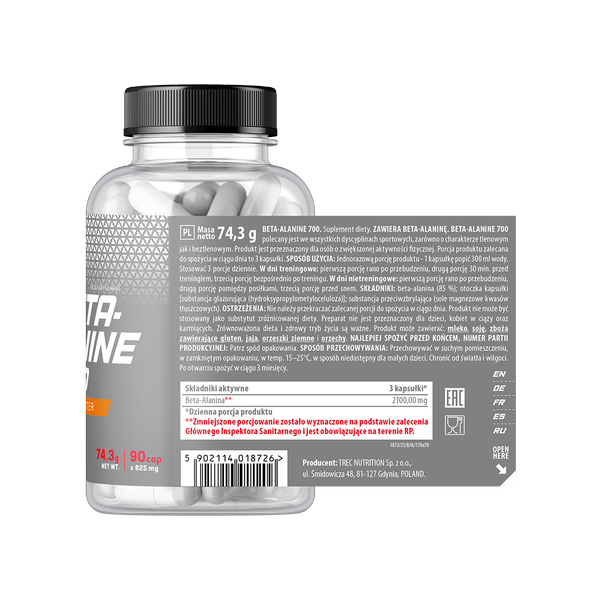 PL Masa netto 74,3 g BETA-ALANINE 700. Suplement diety. ZAWIERA BETA-ALANINĘ. BETA-ALANINE 700
polecany jest we wszystkich dyscyplinach sportowych, zarówno o charakterze tlenowym
jak i beztlenowym. Produkt jest przeznaczony dla osób o zwiększonej aktywności fizycznej. Porcja produktu zalecana
do spożycia w ciągu dnia to 3 kapsułki. SPOSÓB UŻYCIA: Jednorazową porcję produktu - 1 kapsułkę popić 300 ml wody.
Stosować 3 porcje dziennie. W dni treningowe: pierwszą porcję rano po przebudzeniu, drugą porcję 30 min. przed
treningiem, trzecią porcję bezpośrednio po treningu. W dni nietreningowe: pierwszą porcję rano po przebudzeniu,
drugą porcję pomiędzy posiłkami, trzecią porcję przed snem. SKŁADNIKI: beta-alanina (85 %); otoczka kapsułki
[substancja glazurująca (hydroksypropylometyloceluloza)]; substancja przeciwzbrylająca (sole magnezowe kwasów
tłuszczowych). OSTRZEŻENIA: Nie należy przekraczać zalecanej porcji do spożycia w ciągu dnia. Produkt nie może być
stosowany jako substytut zróżnicowanej diety. Preparat nie jest przeznaczony dla dzieci, kobiet w ciąży oraz
karmiących. Zrównoważona dieta i zdrowy tryb życia są ważne. Produkt może zawierać: mleko, soję, zboża
zawierające gluten, jaja, orzeszki ziemne i orzechy. NAJLEPIEJ SPOŻYĆ PRZED KOŃCEM, NUMER PARTII
PRODUKCYJNEJ: Patrz spód opakowania. SPOSÓB PRZECHOWYWANIA: Przechowywać w suchym pomieszczeniu,
w zamkniętym opakowaniu, w temp. 15–25°C, w sposób niedostępny dla małych dzieci. Chronić od światła i wilgoci.
Po otwarciu spożyć w ciągu 3 miesięcy.
Składniki aktywne 3 kapsułki*
Beta-Alanina** 2100,00 mg
*Dzienna porcja produktu
**Zmniejszone porcjowanie zostało wyznaczone na podstawie zalecenia
Głównego Inspektora Sanitarnego i jest obowiązujące na terenie RP.
EAC
EN
DE
FR
ES
RU
OPEN
HERE
TA-
INE
74.3g
NET WT.
90cap.
x 825 mg
5 902114 018726 >
Producent: TREC NUTRITION Sp. z o.o.,
ul. Śmidowicza 48, 81-127 Gdynia, POLAND.